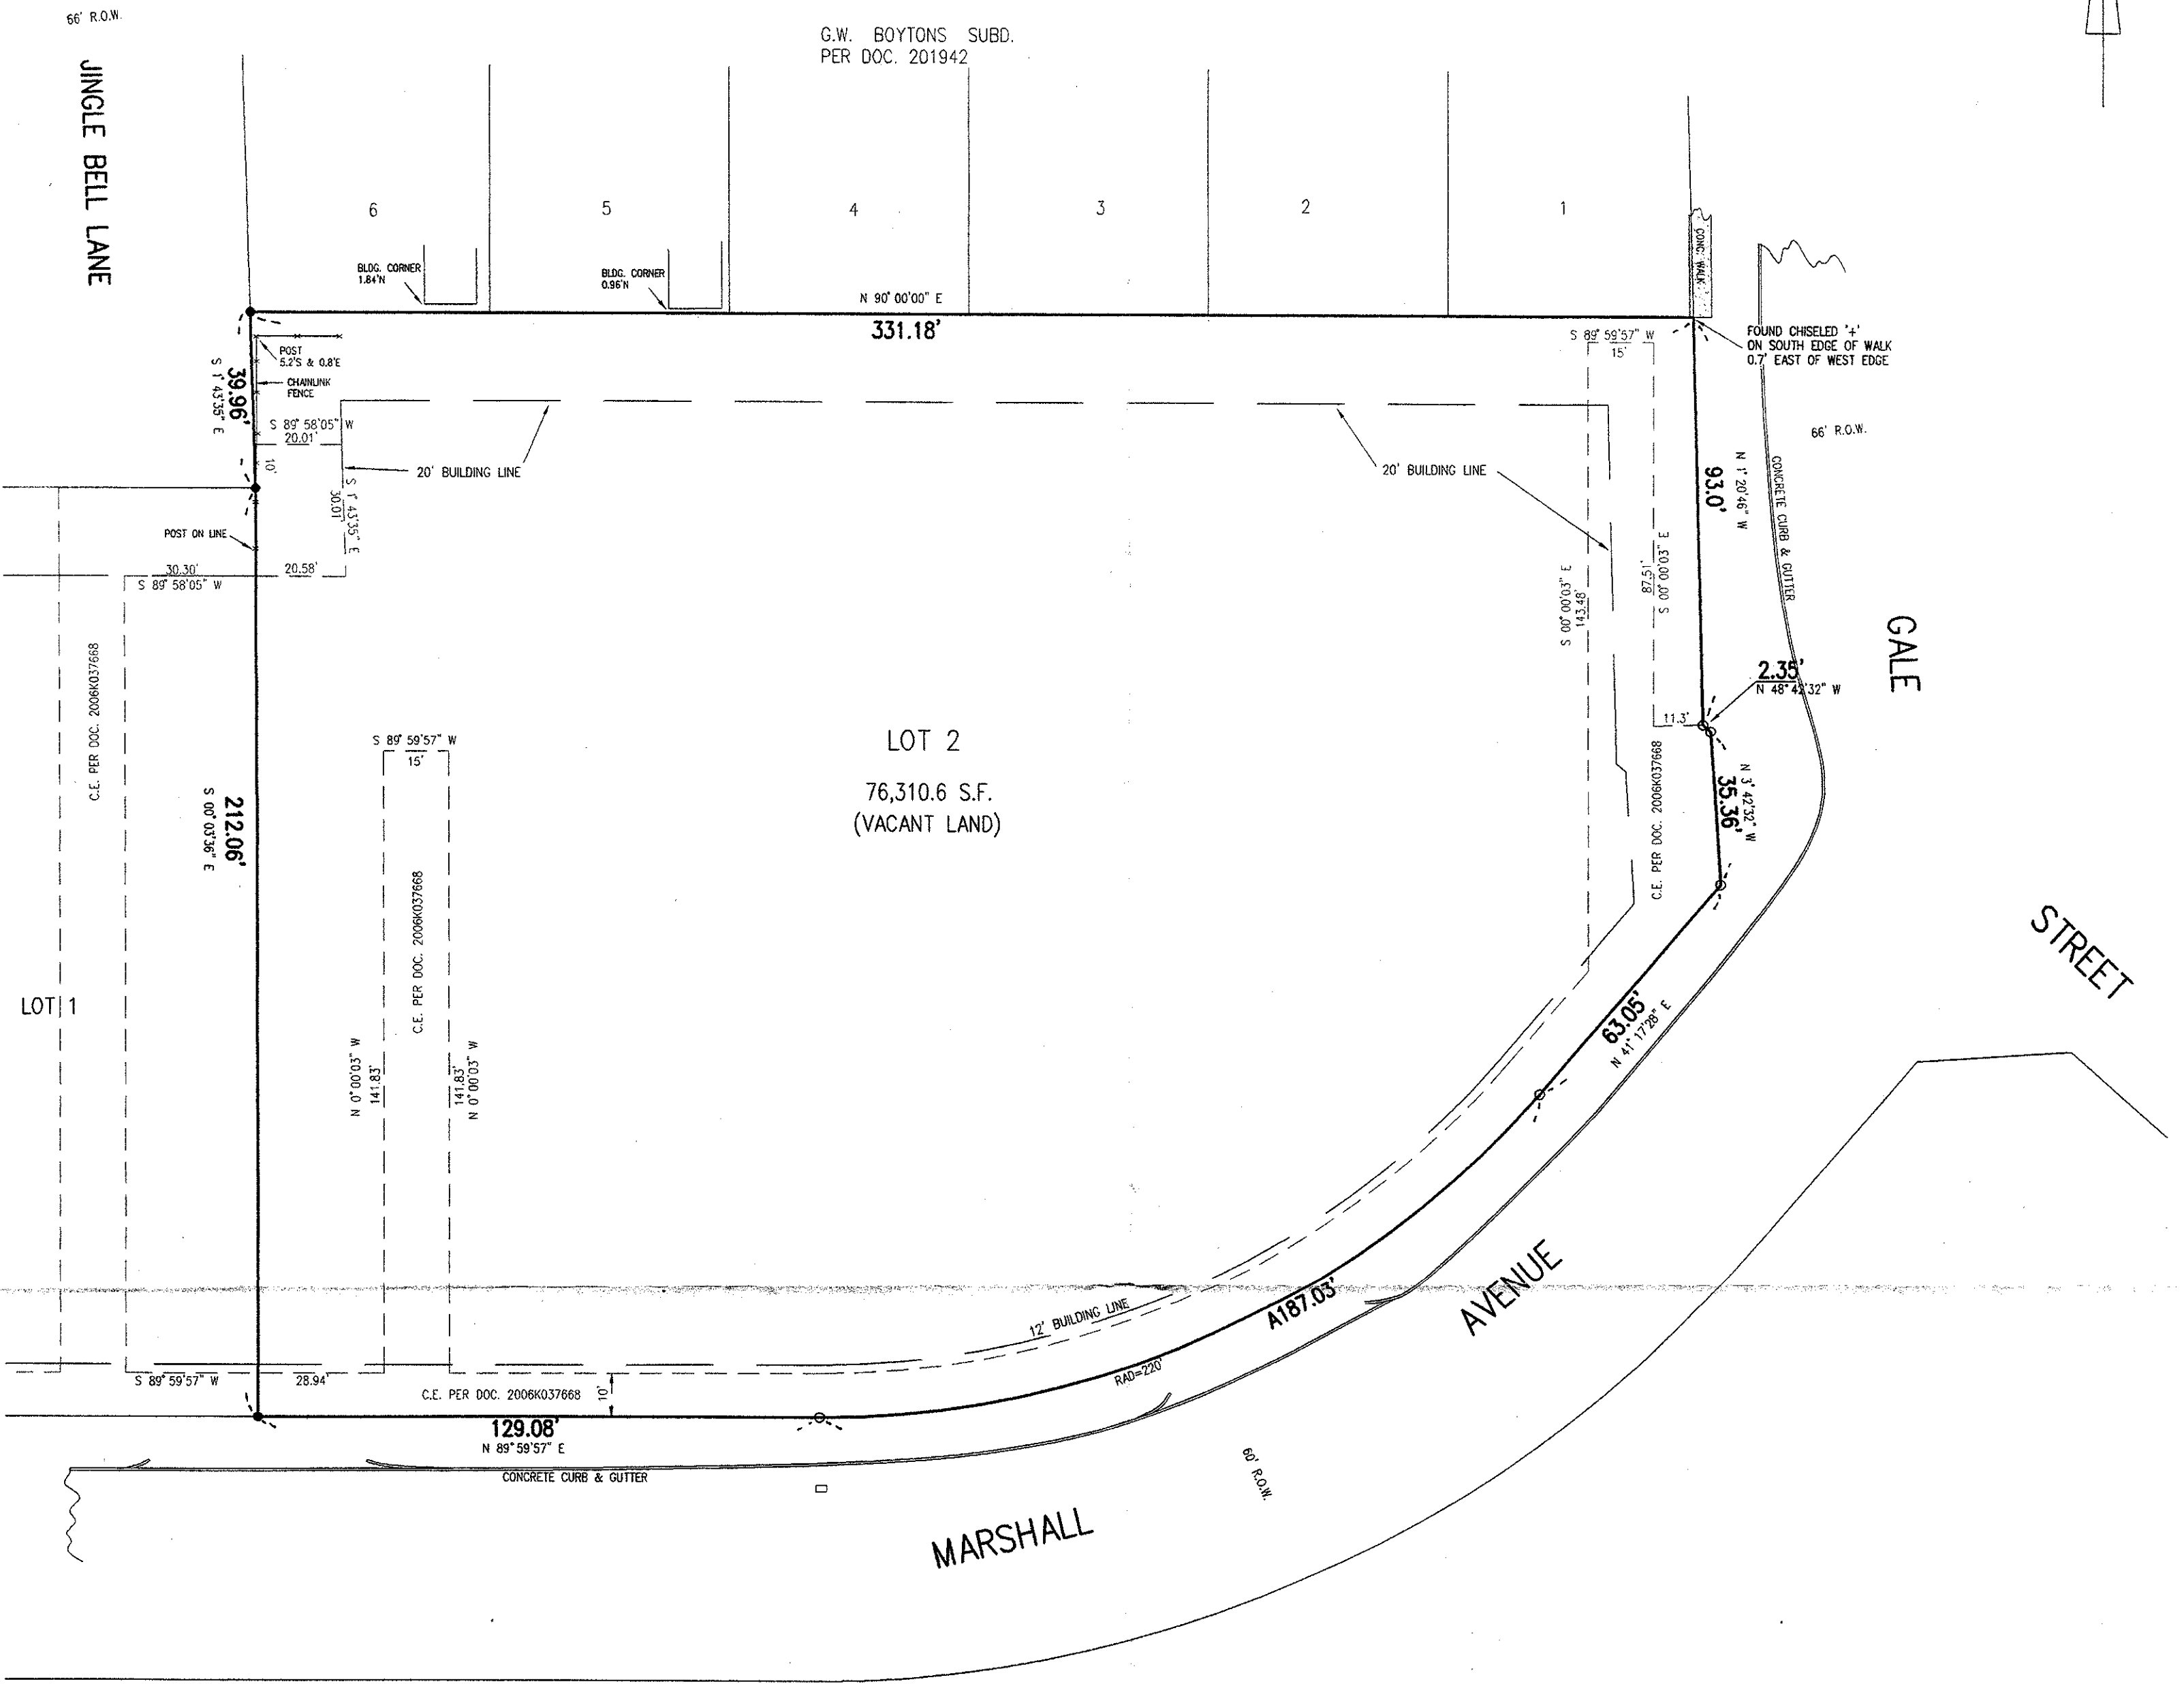 66' R.O.W.
JINGLE BELL LANE
G.W. BOYTONS SUBD.
PER DOC. 201942
6
5
4
3
2
1
CONC. WALK
BLDG. CORNER
1.84'N
BLDG. CORNER
0.96'N
N 90° 00'00" E
331.18'
S 89° 59'57" W
15'
FOUND CHISELED '+'
ON SOUTH EDGE OF WALK
0.7' EAST OF WEST EDGE
POST
5.2'S & 0.8'E
CHAINLINK
FENCE
39.96'
S 1° 43'35" E
S 89° 58'05" W
20.01'
10'
20' BUILDING LINE
S 1° 43'35" E
30.01'
20' BUILDING LINE
66' R.O.W.
N 1° 20'46" W
93.0'
CONCRETE CURB & GUTTER
POST ON LINE
30.30'
S 89° 58'05" W
20.58'
S 00° 00'03" E
143.48'
87.51'
S 00° 00'03" E
GALE
STREET
2.35'
11.3'
C.E. PER DOC. 2006K037668
S 89° 59'57" W
15'
LOT 2
76,310.6 S.F.
(VACANT LAND)
C.E. PER DOC. 2006K037668
N 3° 42'32" W
35.36'
212.06'
S 00° 03'36" E
C.E. PER DOC. 2006K037668
LOT 1
N 0° 00'03" W
141.83'
141.83'
N 0° 00'03" W
63.05'
N 41° 17'28" E
12' BUILDING LINE
A187.03'
RAD=220'
AVENUE
S 89° 59'57" W
28.94'
C.E. PER DOC. 2006K037668
10'
129.08'
N 89° 59'57" E
CONCRETE CURB & GUTTER
60' R.O.W.
MARSHALL